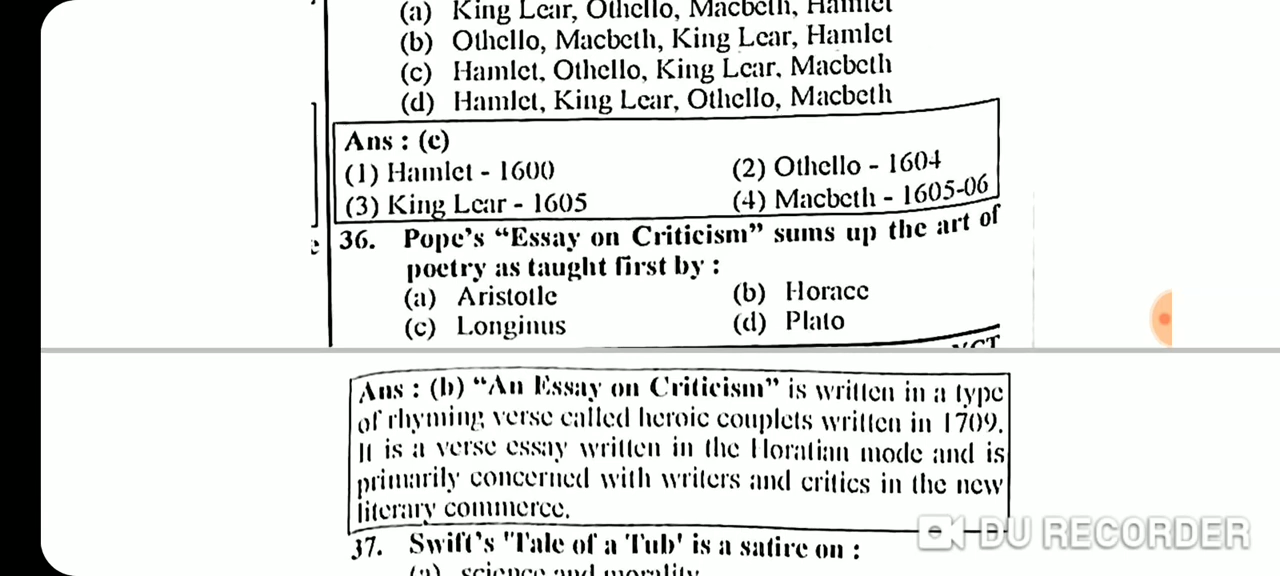 (a) King Lear, Othello, Macbeth, Hamlet
(b) Othello, Macbeth, King Lear, Hamlet
(c) Hamlet, Othello, King Lear, Macbeth
(d) Hamlet, King Lear, Othello, Macbeth
Ans : (c)
(1) Hamlet - 1600 (2) Othello - 1604
(3) King Lear - 1605 (4) Macbeth - 1605-06
36. Pope's "Essay on Criticism" sums up the art of
poetry as taught first by :
(a) Aristotle (b) Horace
(c) Longinus (d) Plato
Ans : (b) "An Essay on Criticism" is written in a type
of rhyming verse called heroic couplets written in 1709.
It is a verse essay written in the Horatian mode and is
primarily concerned with writers and critics in the new
literary commerce.
37. Swift's 'Tale of a Tub' is a satire on :
(a) science and morality
DU RECORDER